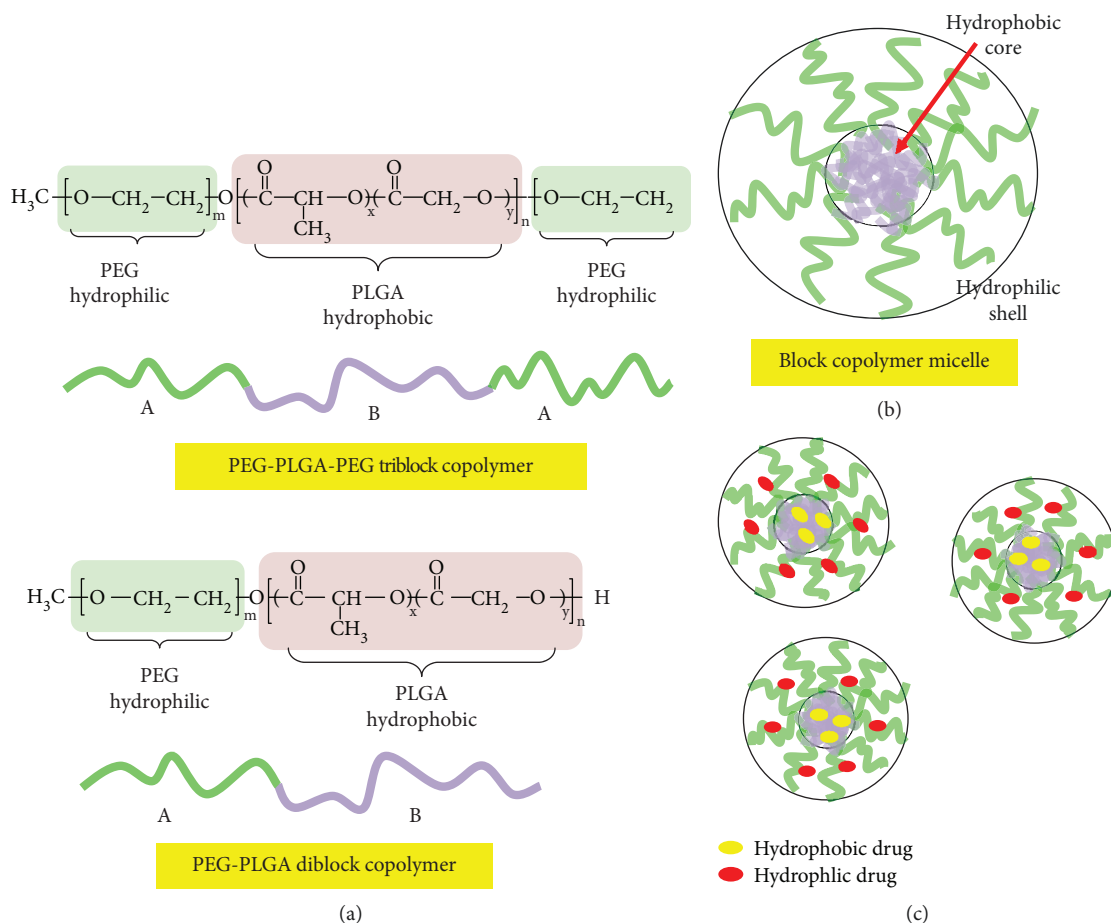 H3C—[O—CH2—CH2]mO[(C—CH—O)x(C—CH2—O)y]n[O—CH2—CH2
O
O
CH3
PEG
hydrophilic
PLGA
hydrophobic
PEG
hydrophilic
A
B
A
PEG-PLGA-PEG triblock copolymer
H3C—[O—CH2—CH2]mO[(C—CH—O)x(C—CH2—O)y]n H
O
O
CH3
PEG
hydrophilic
PLGA
hydrophobic
A
B
PEG-PLGA diblock copolymer
(a)
Hydrophobic
core
Hydrophilic
shell
Block copolymer micelle
(b)
Hydrophobic drug
Hydrophlic drug
(c)